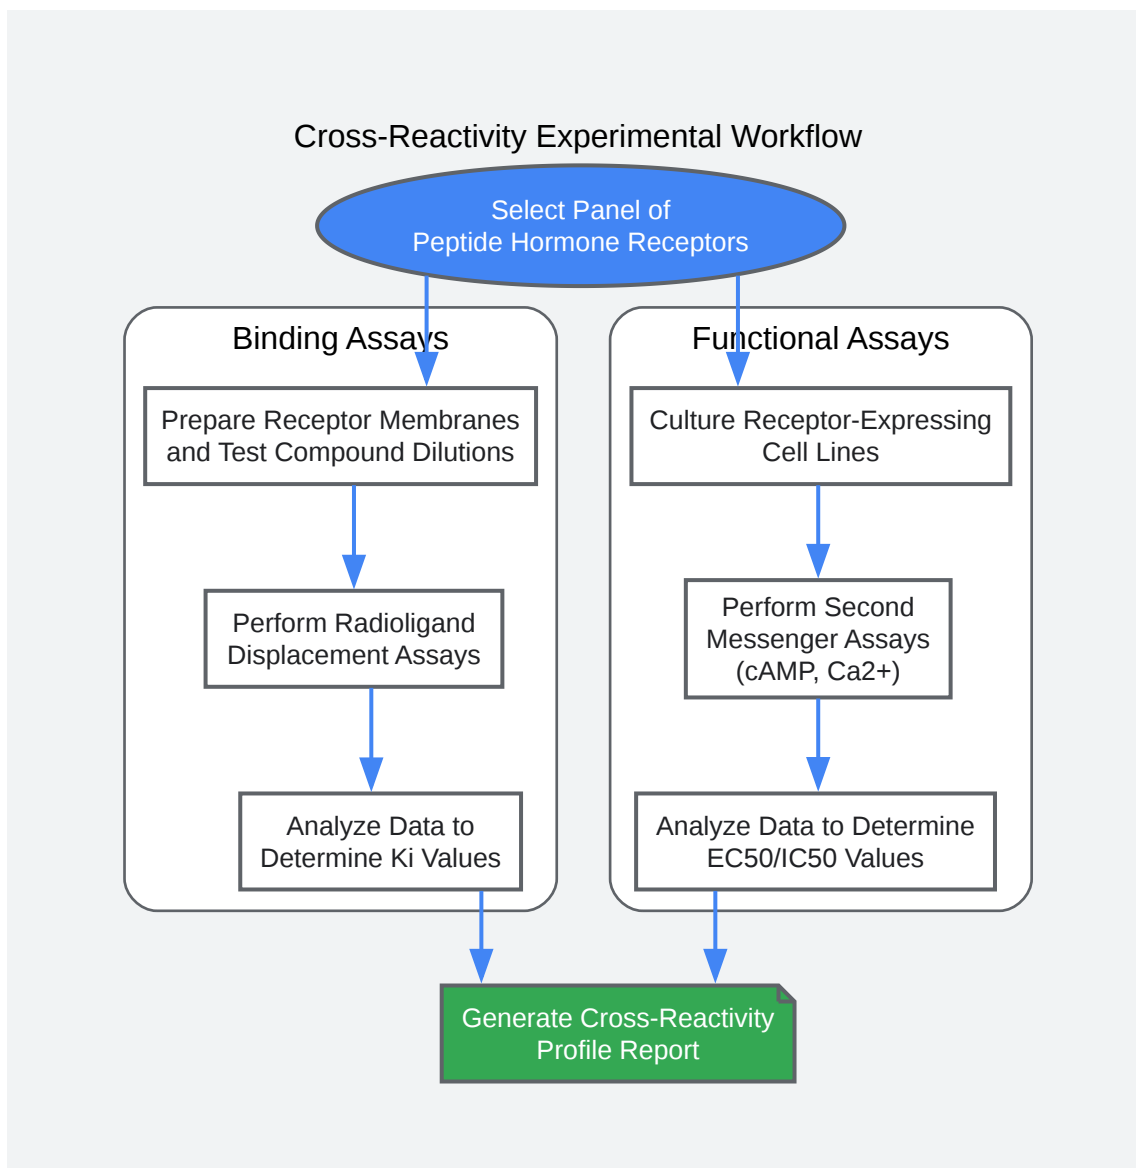 Cross-Reactivity Experimental Workflow
Select Panel of
Peptide Hormone Receptors
Binding Assays
Prepare Receptor Membranes
and Test Compound Dilutions
Perform Radioligand
Displacement Assays
Analyze Data to
Determine Ki Values
Functional Assays
Culture Receptor-Expressing
Cell Lines
Perform Second
Messenger Assays
(cAMP, Ca2+)
Analyze Data to Determine
EC50/IC50 Values
Generate Cross-Reactivity
Profile Report